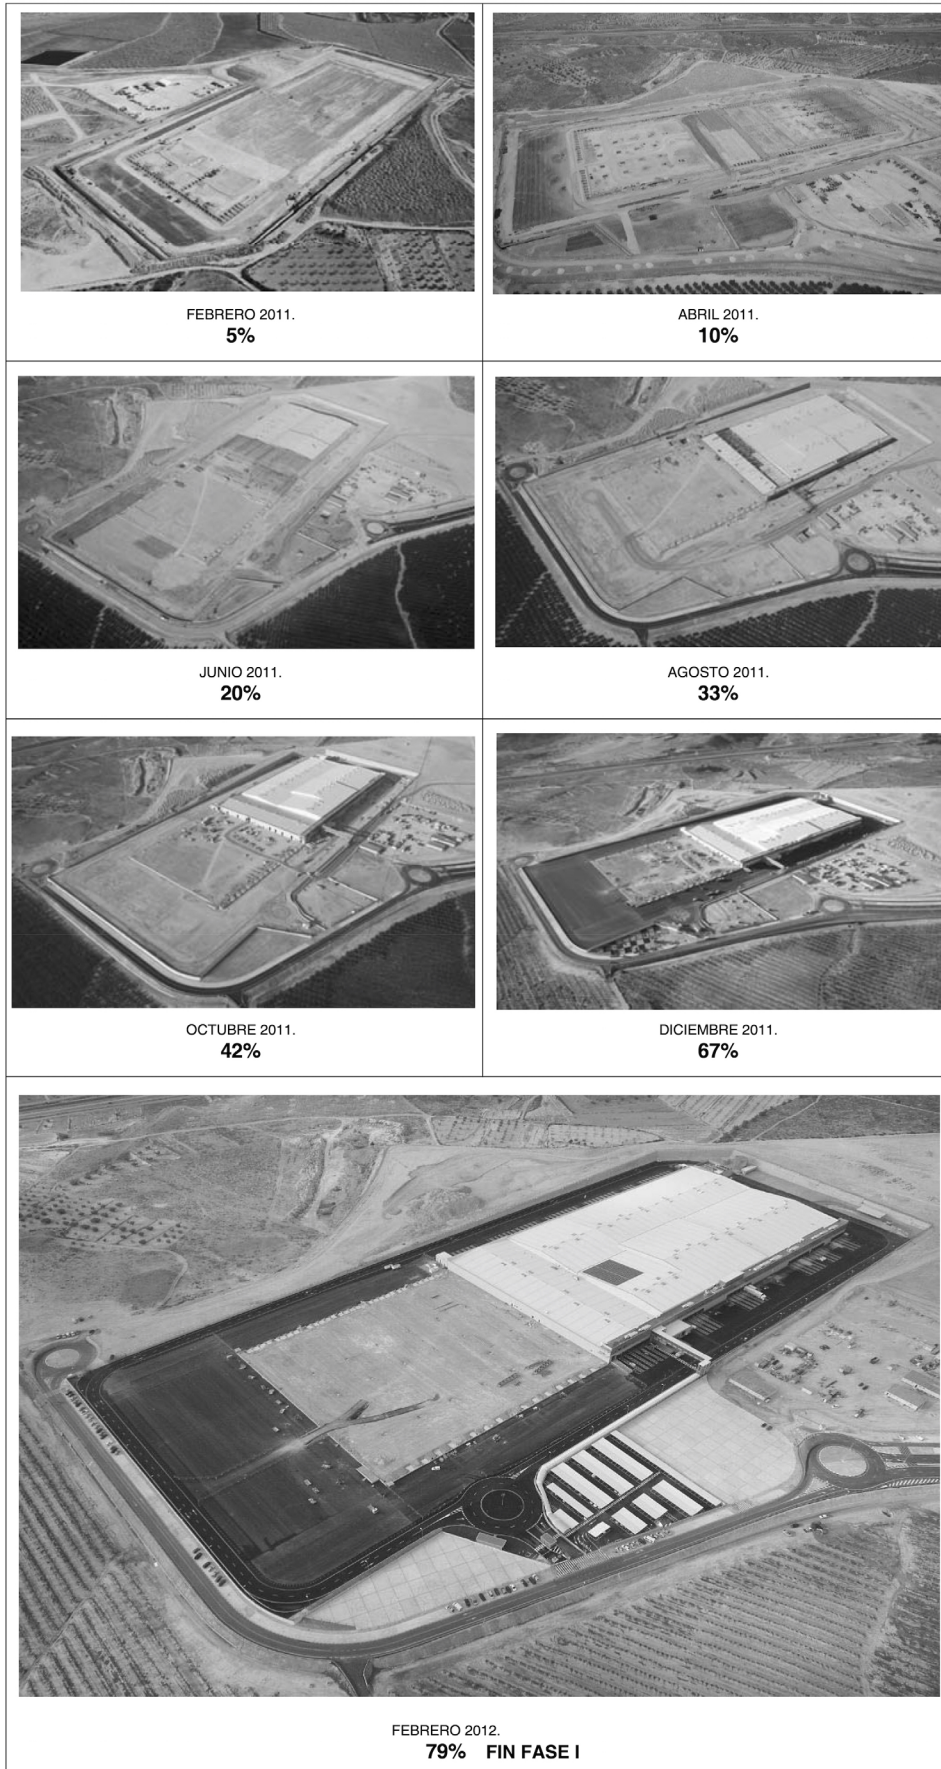 FEBRERO 2011.
5%
ABRIL 2011.
10%
JUNIO 2011.
20%
AGOSTO 2011.
33%
OCTUBRE 2011.
42%
DICIEMBRE 2011.
67%
FEBRERO 2012.
79% FIN FASE I